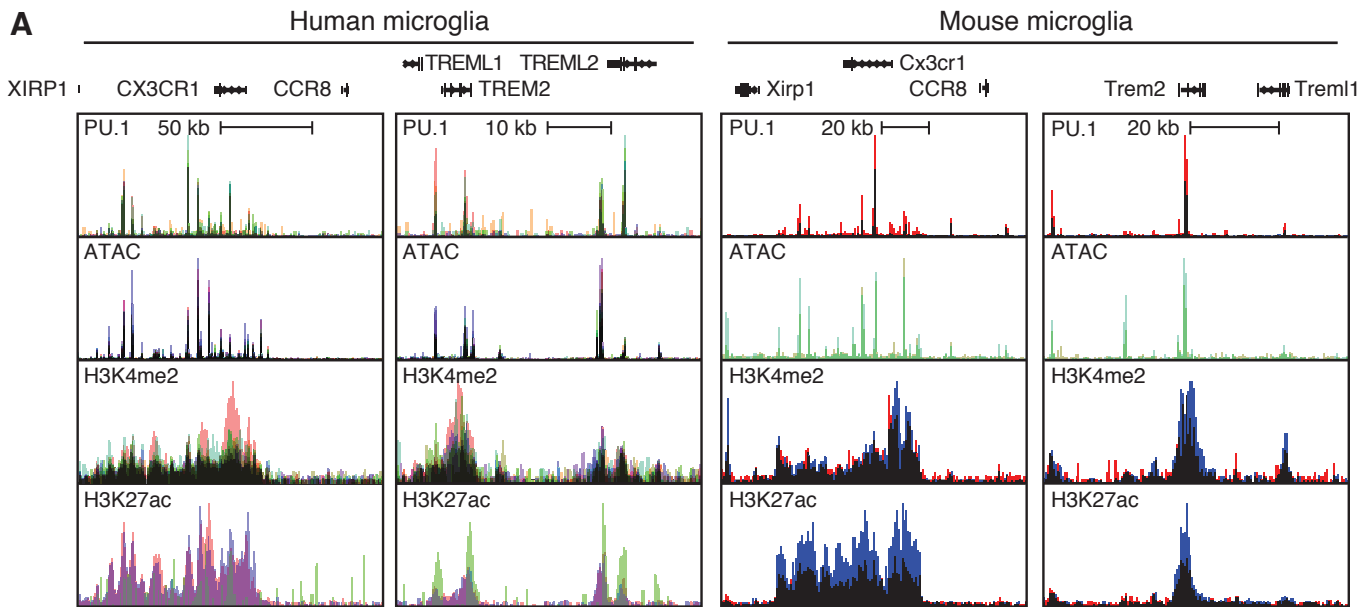 A
Human microglia
Mouse microglia
TREML1 TREML2
Cx3cr1
XIRP1 CX3CR1 CCR8 TREM2
Xirp1 CCR8 Trem2 Treml1
PU.1 50 kb
PU.1 10 kb
PU.1 20 kb
PU.1 20 kb
ATAC
ATAC
ATAC
ATAC
H3K4me2
H3K4me2
H3K4me2
H3K4me2
H3K27ac
H3K27ac
H3K27ac
H3K27ac